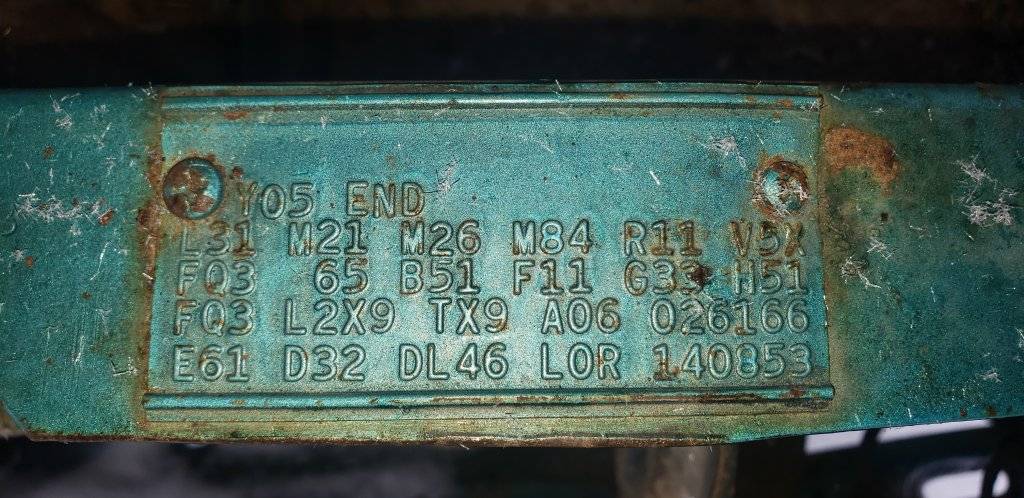 Y05 END
L31 M21 M26 M84 R11 V5X
FQ3 65 B51 F11 G33 H51
FQ3 L2X9 TX9 A06 026166
E61 D32 DL46 L0R 140853